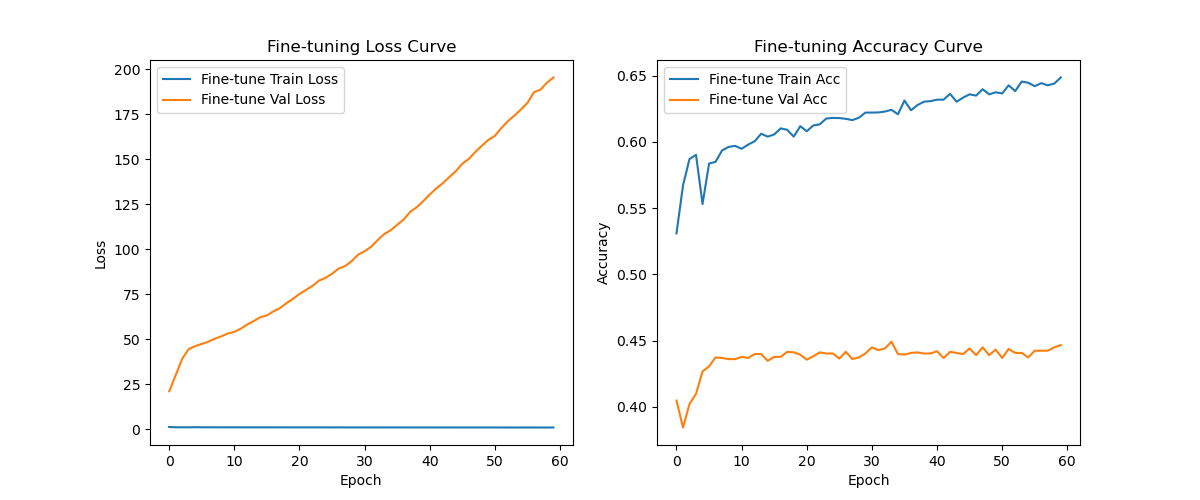 Fine-tuning Loss Curve
Fine-tune Train Loss
Fine-tune Val Loss
200
175
150
125
100
75
50
25
0
Loss
0 10 20 30 40 50 60
Epoch
Fine-tuning Accuracy Curve
Fine-tune Train Acc
Fine-tune Val Acc
0.65
0.60
0.55
0.50
0.45
0.40
Accuracy
0 10 20 30 40 50 60
Epoch